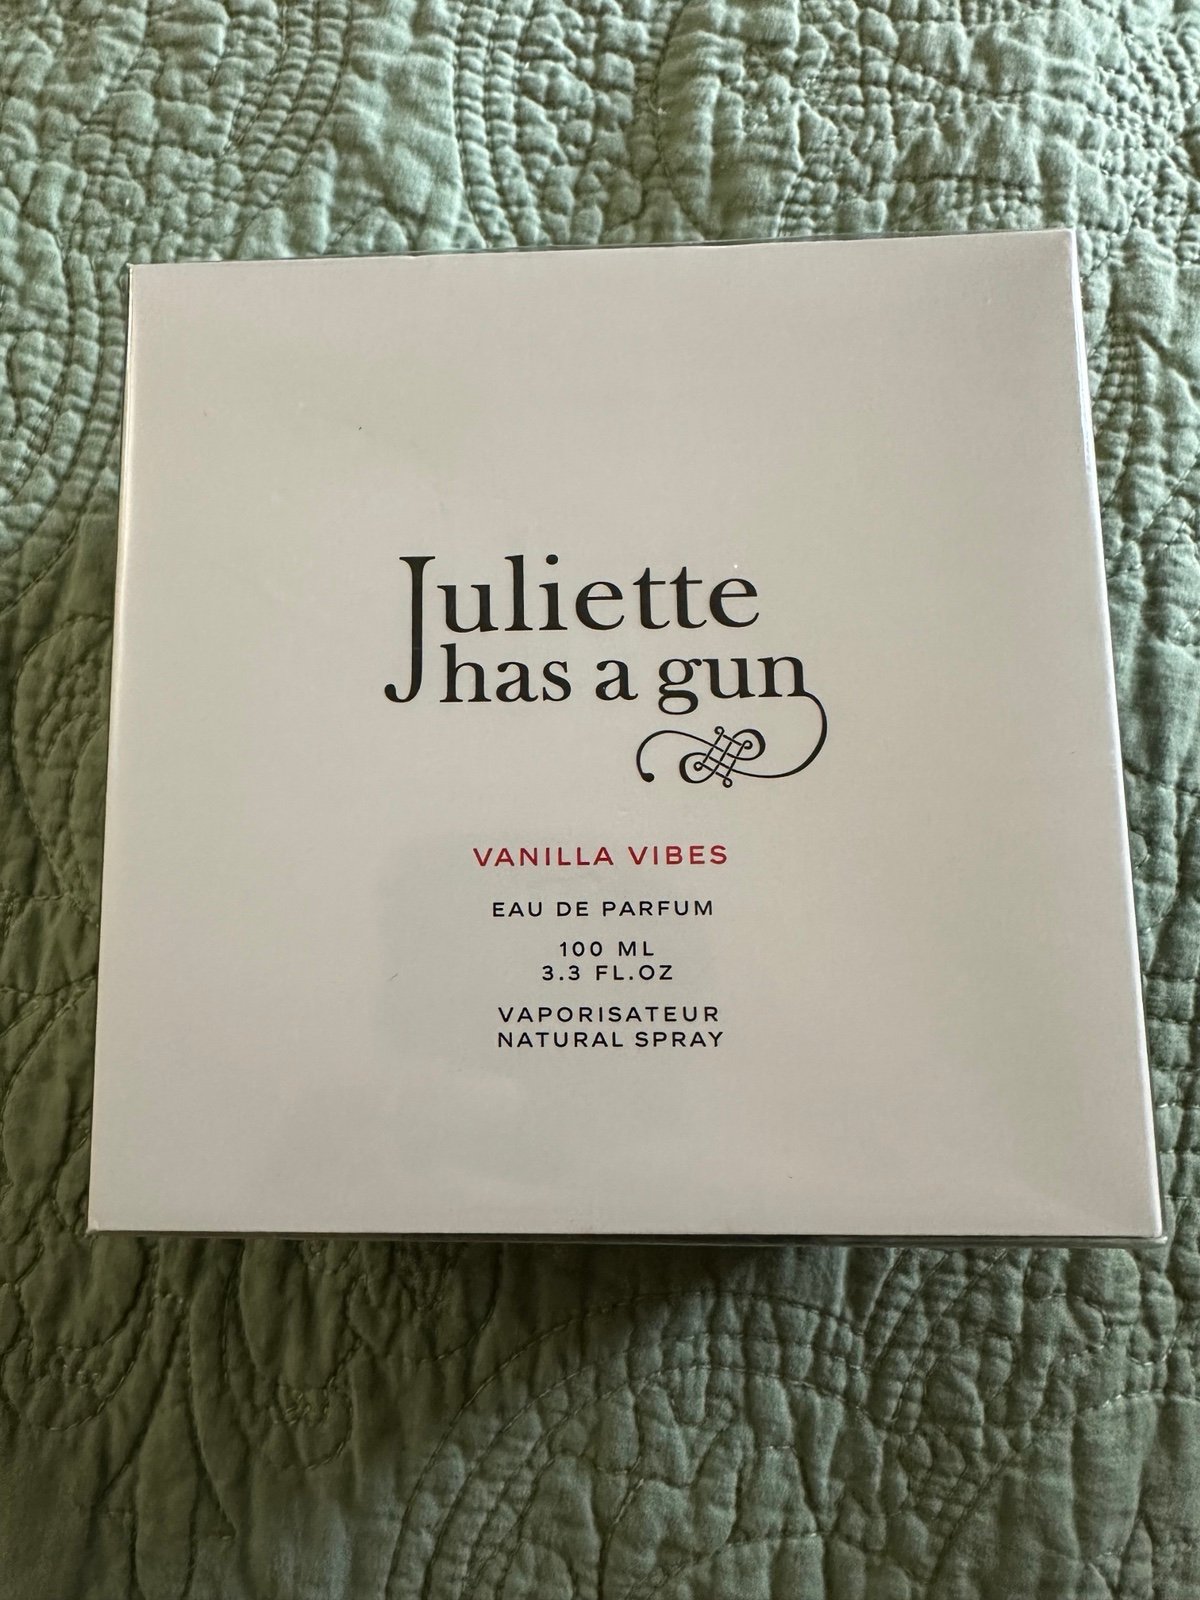 Juliette
has a gun
VANILLA VIBES
EAU DE PARFUM
100 ML
3.3 FL.OZ
VAPORISATEUR
NATURAL SPRAY